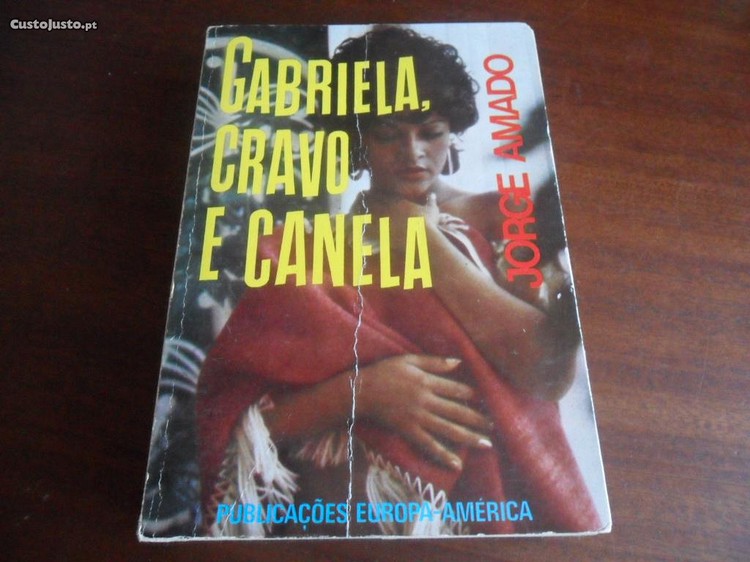 CustoJusto.pt
GABRIELA,
CRAVO
E CANELA
JORGE AMADO
PUBLICAÇÕES EUROPA-AMÉRICA